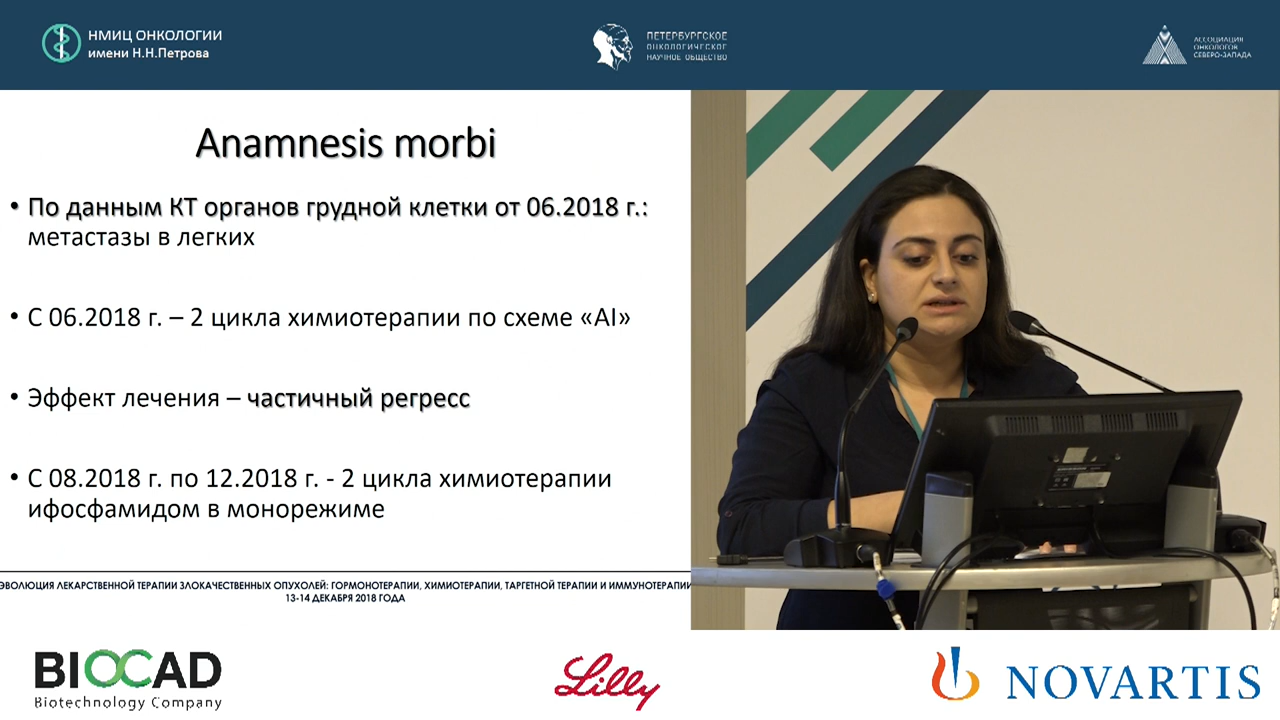 НМИЦ ОНКОЛОГИИ
имени Н.Н.Петрова
ПЕТЕРБУРГСКОЕ
ОНКОЛОГИЧЕСКОЕ
НАУЧНОЕ ОБЩЕСТВО
АССОЦИАЦИЯ
ОНКОЛОГОВ
СЕВЕРО-ЗАПАДА
Anamnesis morbi
• По данным КТ органов грудной клетки от 06.2018 г.:
метастазы в легких
• С 06.2018 г. – 2 цикла химиотерапии по схеме «AI»
• Эффект лечения – частичный регресс
• С 08.2018 г. по 12.2018 г. - 2 цикла химиотерапии
ифосфамидом в монорежиме
ЭВОЛЮЦИЯ ЛЕКАРСТВЕННОЙ ТЕРАПИИ ЗЛОКАЧЕСТВЕННЫХ ОПУХОЛЕЙ: ГОРМОНОТЕРАПИИ, ХИМИОТЕРАПИИ, ТАРГЕТНОЙ ТЕРАПИИ И ИММУНОТЕРАПИИ
13-14 ДЕКАБРЯ 2018 ГОДА
BIOCAD
Biotechnology Company
Lilly
NOVARTIS